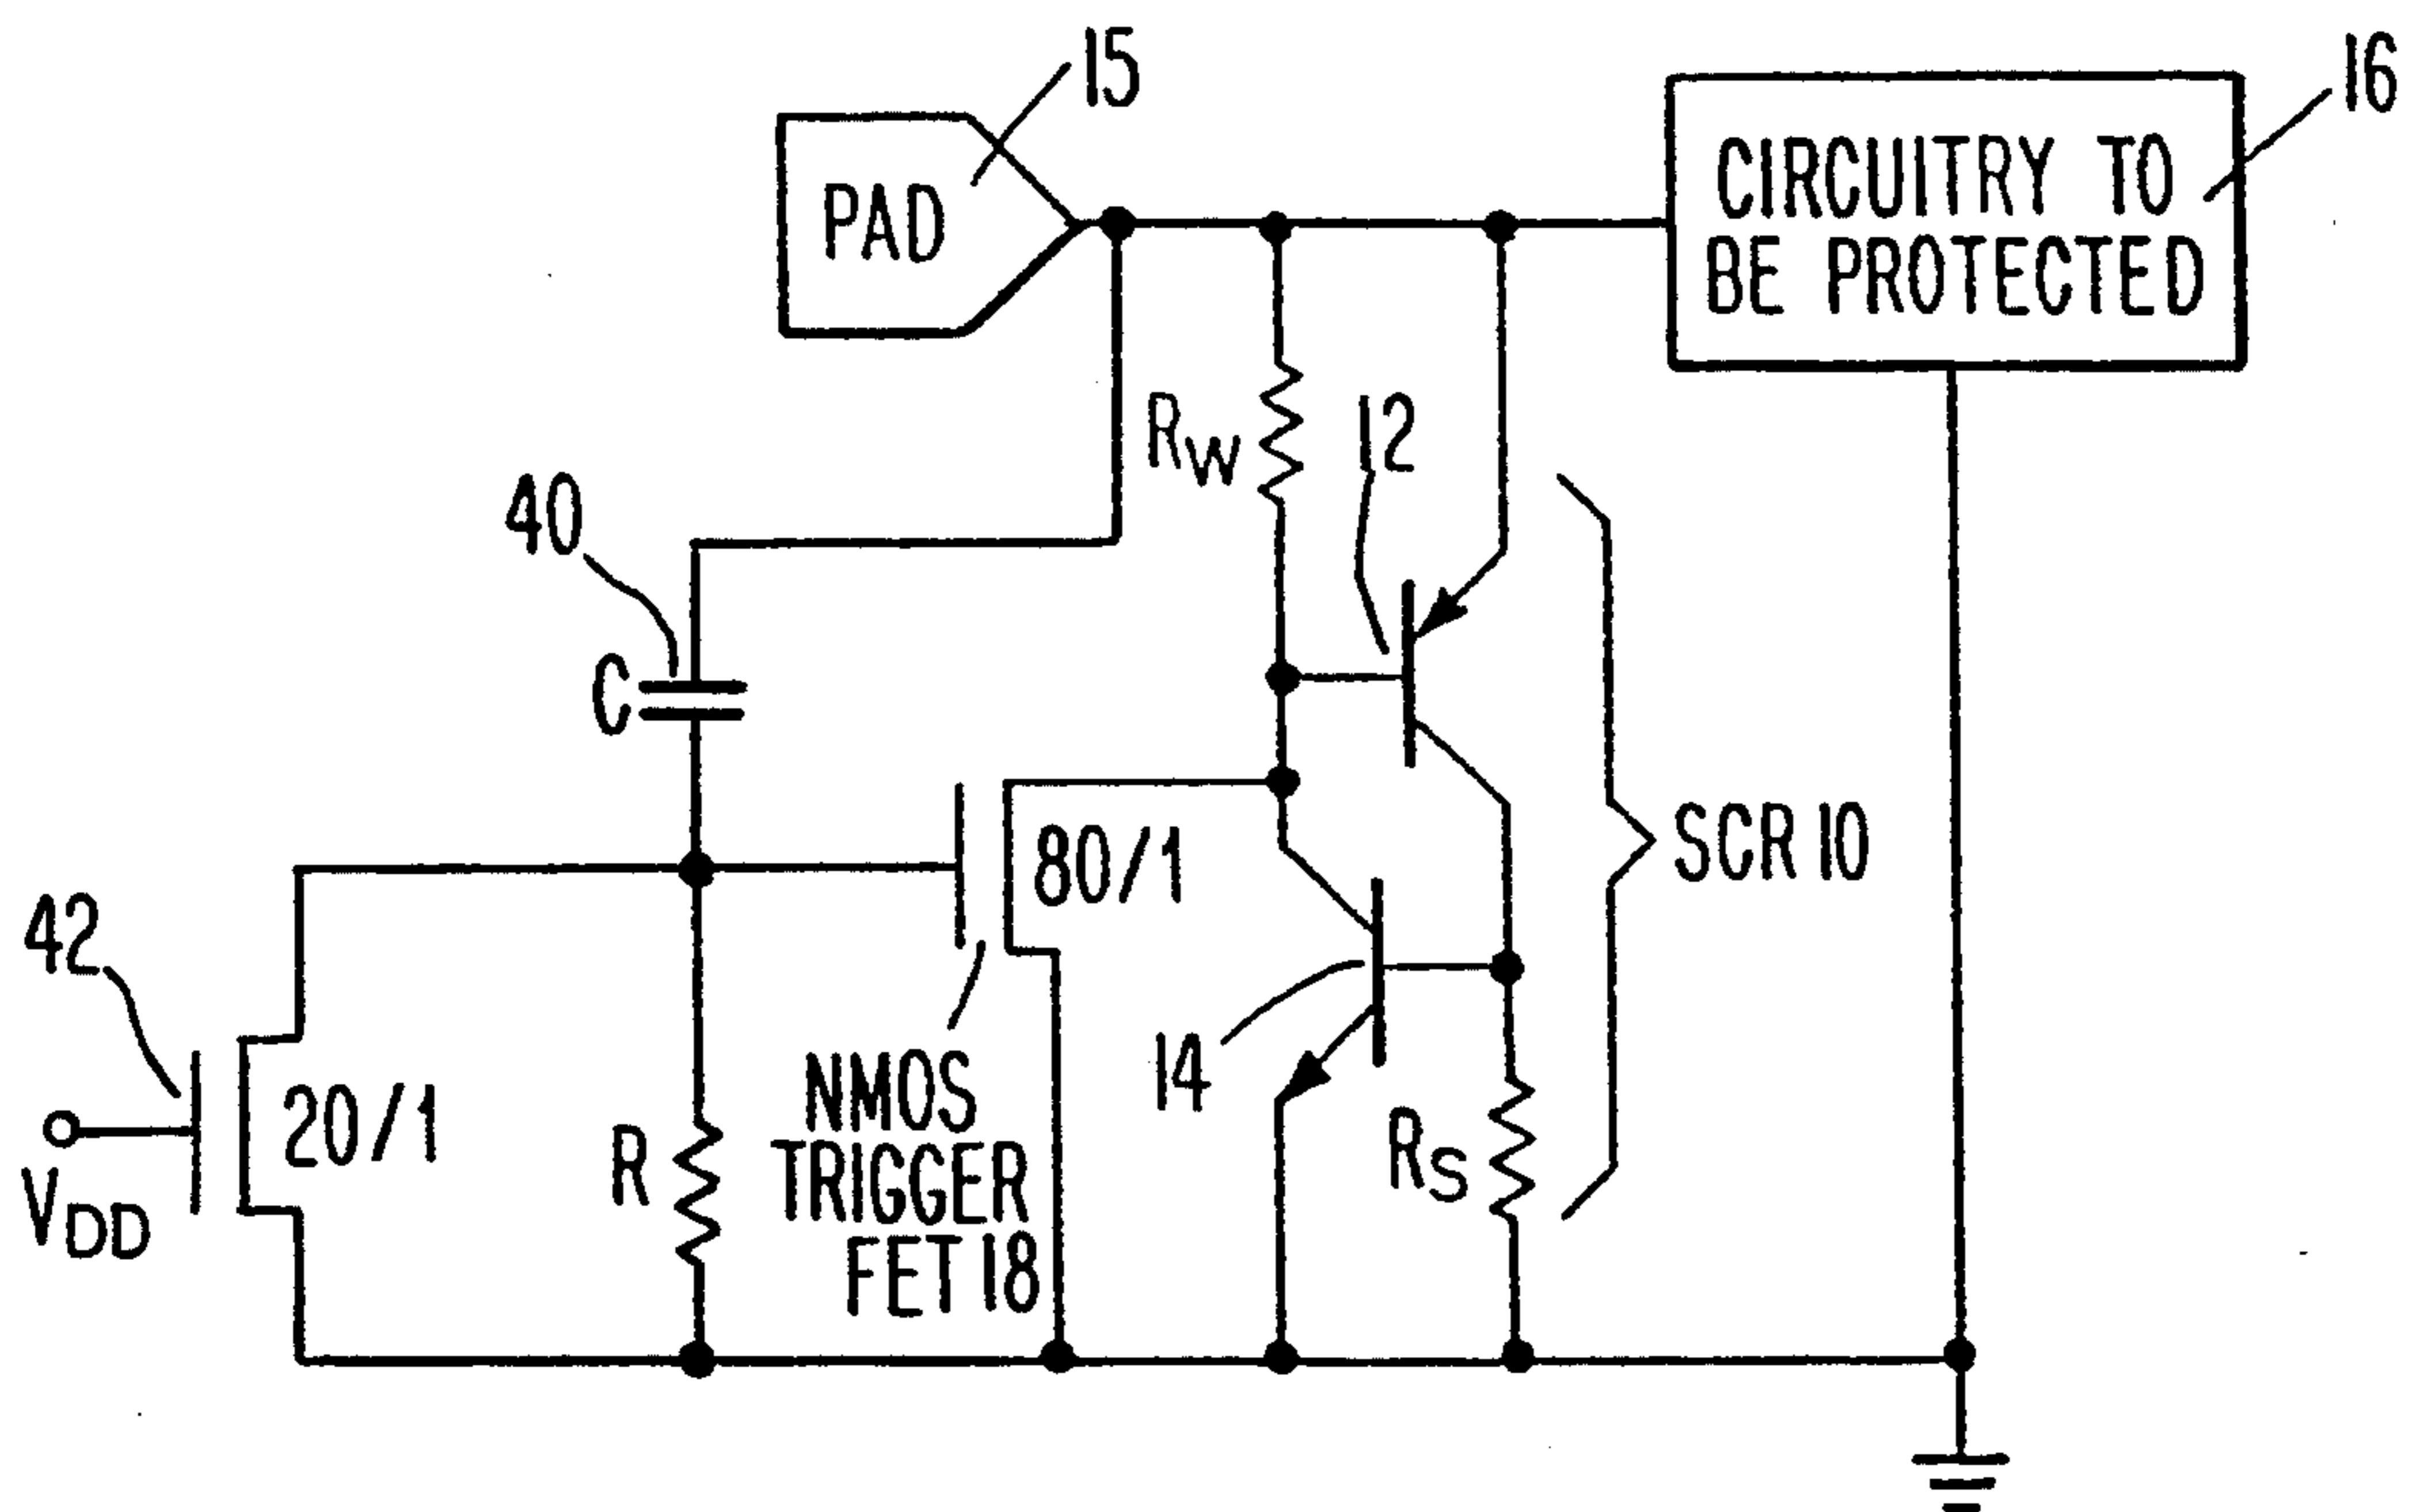 15
16
PAD
CIRCUITRY TO
BE PROTECTED
RW
12
40
C
80/1
SCR 10
42
20/1
VDD
R
NMOS
TRIGGER
FET 18
14
RS